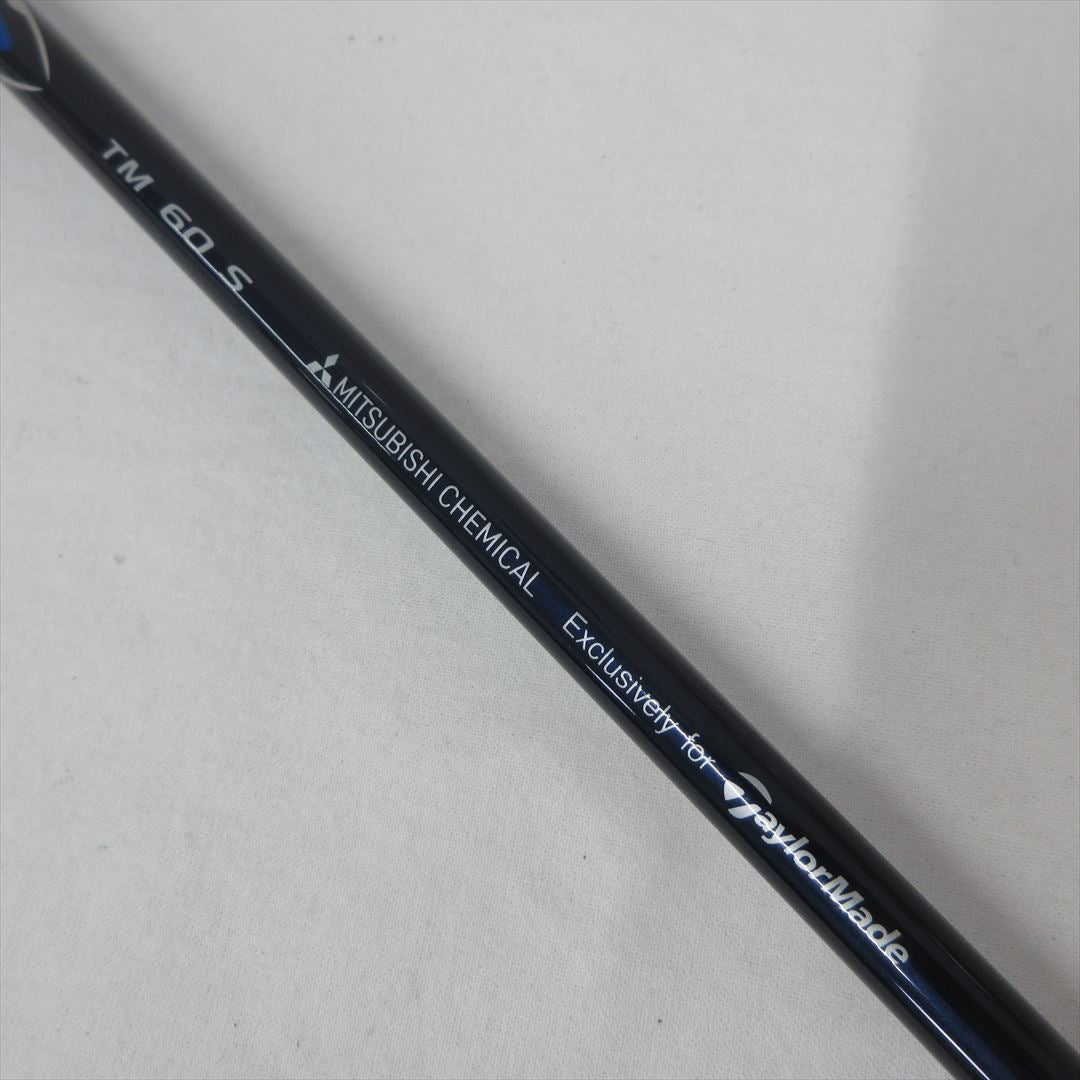 TM 60 S
MITSUBISHI CHEMICAL Exclusively for TaylorMade